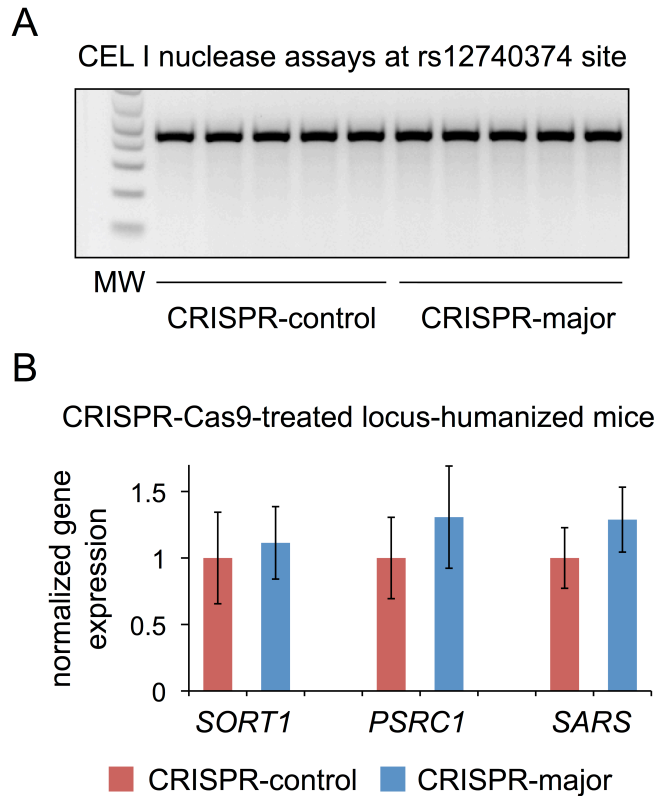 A
CEL I nuclease assays at rs12740374 site
MW
CRISPR-control
CRISPR-major
B
CRISPR-Cas9-treated locus-humanized mice
normalized gene
expression
1.5
1
0.5
0
SORT1
PSRC1
SARS
CRISPR-control
CRISPR-major